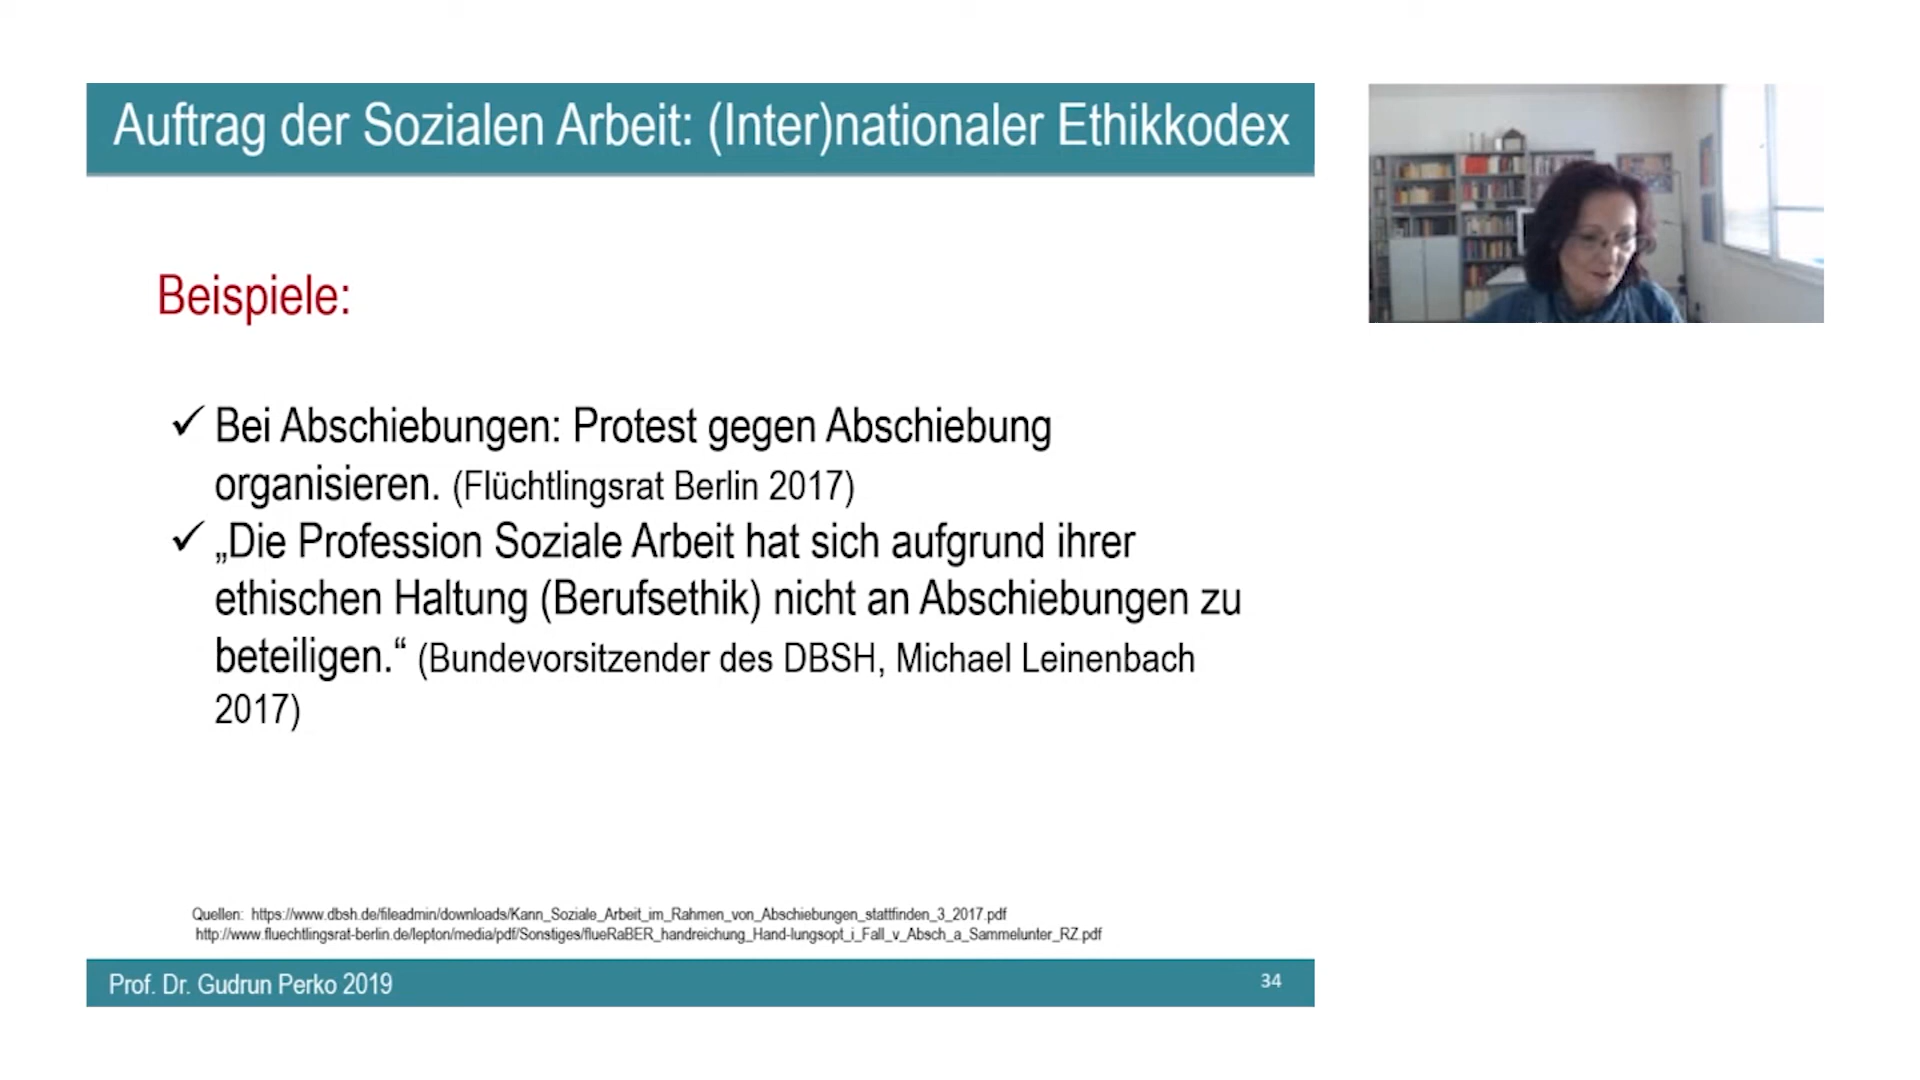 Auftrag der Sozialen Arbeit: (Inter)nationaler Ethikkodex
Beispiele:
✓ Bei Abschiebungen: Protest gegen Abschiebung
organisieren. (Flüchtlingsrat Berlin 2017)
✓ „Die Profession Soziale Arbeit hat sich aufgrund ihrer
ethischen Haltung (Berufsethik) nicht an Abschiebungen zu
beteiligen.“ (Bundevorsitzender des DBSH, Michael Leinenbach
2017)
Quellen: https://www.dbsh.de/fileadmin/downloads/Kann_Soziale_Arbeit_im_Rahmen_von_Abschiebungen_stattfinden_3_2017.pdf
http://www.fluechtlingsrat-berlin.de/lepton/media/pdf/Sonstiges/flueRaBER_handreichung_Hand-lungsopt_i_Fall_v_Absch_a_Sammelunter_RZ.pdf
Prof. Dr. Gudrun Perko 2019
34